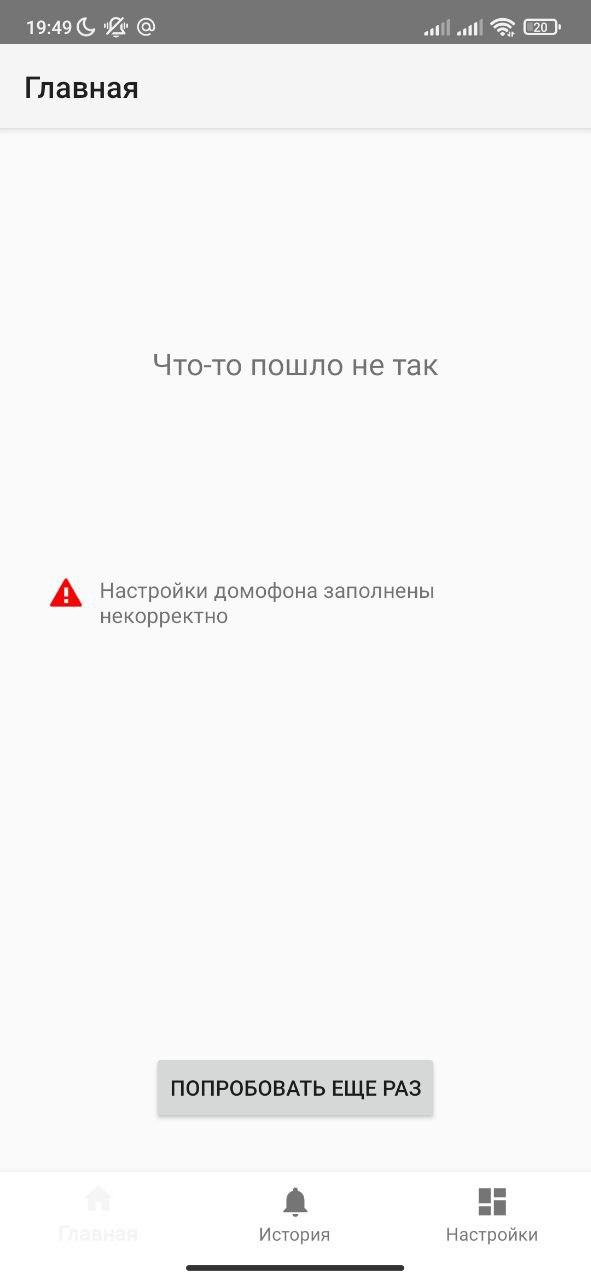 19:49
20
Главная
Что-то пошло не так
Настройки домофона заполнены
некорректно
ПОПРОБОВАТЬ ЕЩЕ РАЗ
Главная
История
Настройки